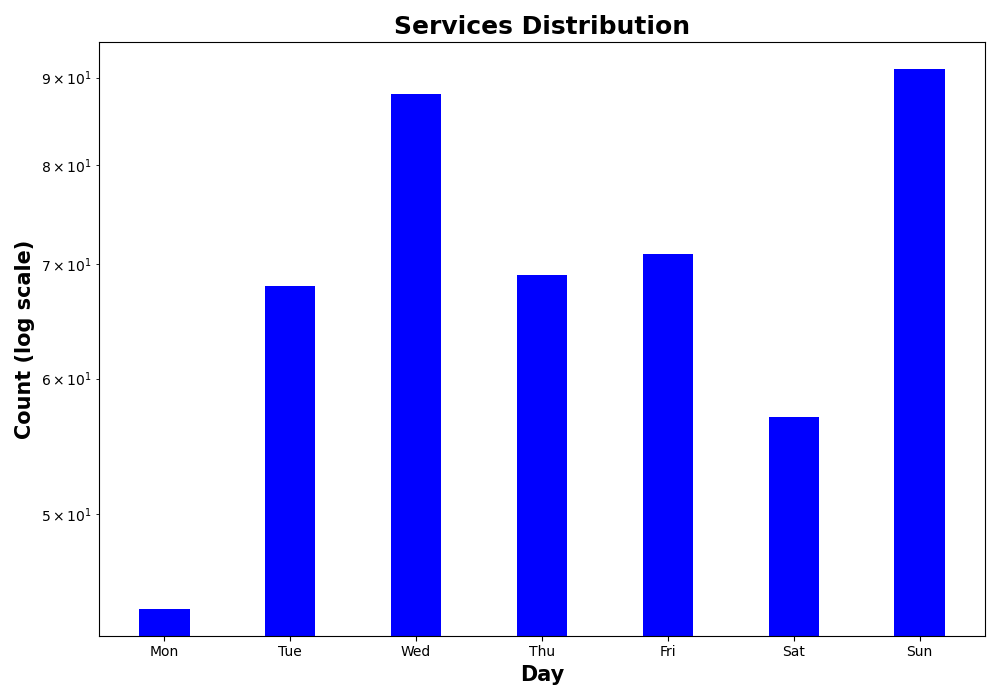 Services Distribution
9 × 10¹
8 × 10¹
7 × 10¹
6 × 10¹
5 × 10¹
Count (log scale)
Mon Tue Wed Thu Fri Sat Sun
Day